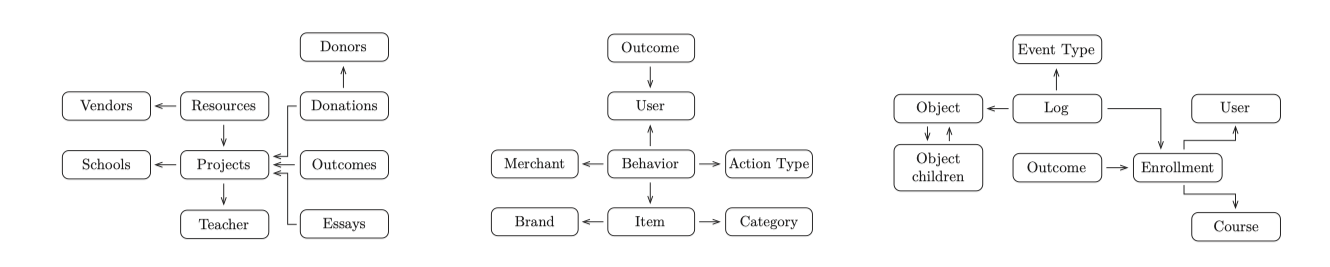 Donors
Vendors
Resources
Donations
Schools
Projects
Outcomes
Teacher
Essays
Outcome
User
Merchant
Behavior
Action Type
Brand
Item
Category
Event Type
Object
Log
User
Object
children
Outcome
Enrollment
Course